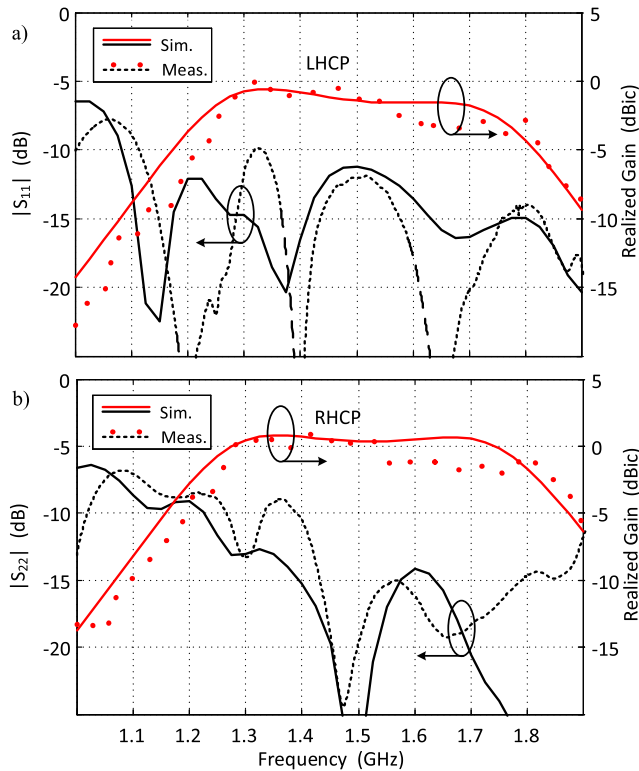 a)
0
-5
-10
-15
-20
|S11| (dB)
Sim.
Meas.
LHCP
5
0
-5
-10
-15
Realized Gain (dBic)
b)
0
-5
-10
-15
-20
|S22| (dB)
Sim.
Meas.
RHCP
5
0
-5
-10
-15
Realized Gain (dBic)
1.1 1.2 1.3 1.4 1.5 1.6 1.7 1.8
Frequency (GHz)